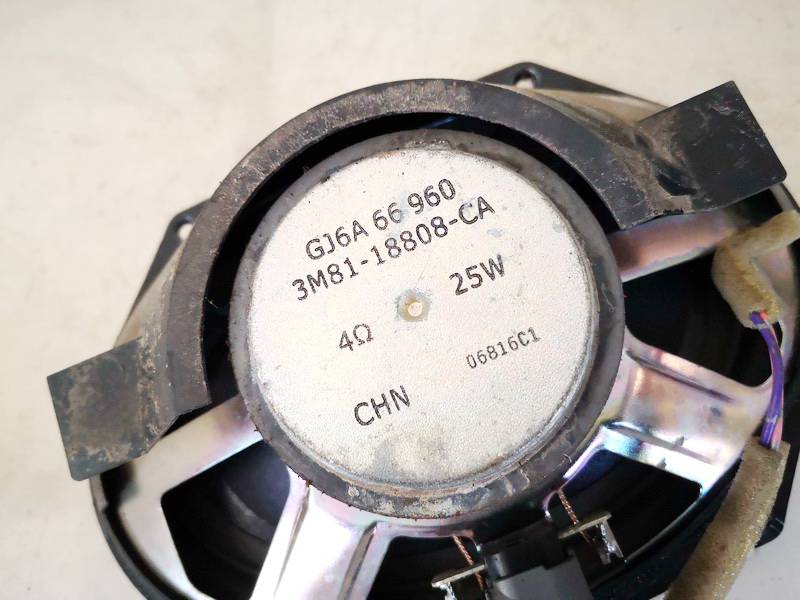 GJ6A 66 960
3M81-18808-CA
4Ω 25W
06816C1
CHN